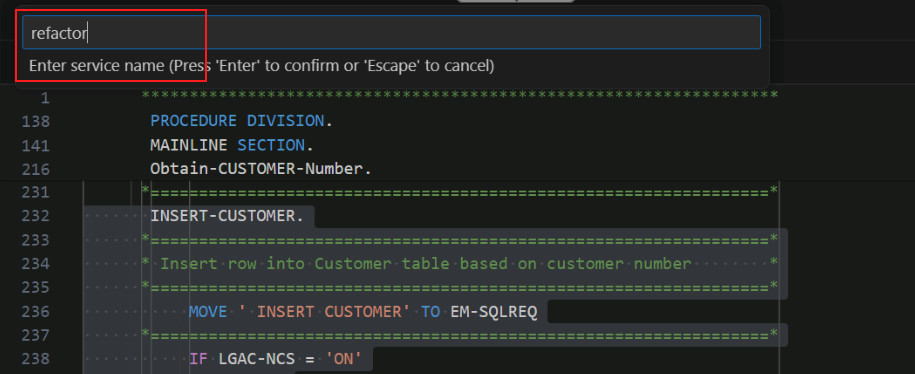 refactor
Enter service name (Press 'Enter' to confirm or 'Escape' to cancel)
1 ******************************************************************
138 PROCEDURE DIVISION.
141 MAINLINE SECTION.
216 Obtain-CUSTOMER-Number.
231 *================================================================*
232 INSERT-CUSTOMER.
233 *================================================================*
234 * Insert row into Customer table based on customer number *
235 *================================================================*
236 MOVE ' INSERT CUSTOMER' TO EM-SQLREQ
237 *================================================================*
238 IF LGAC-NCS = 'ON'